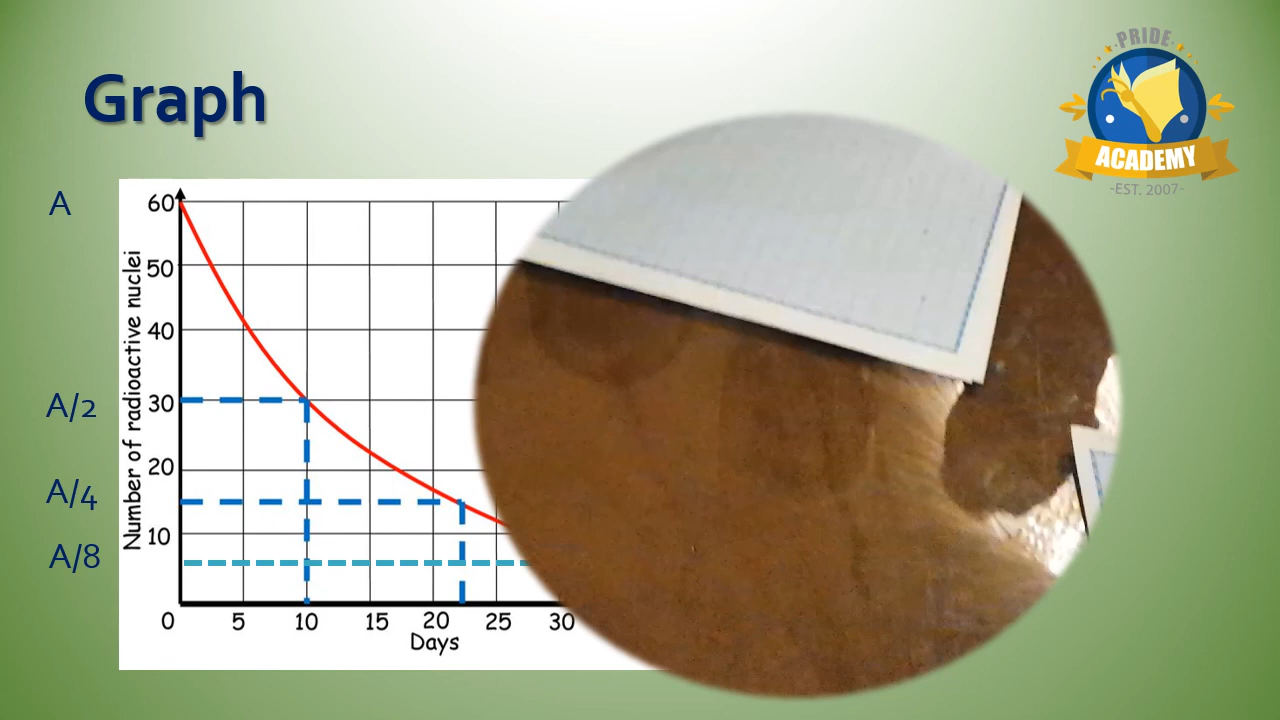 PRIDE
ACADEMY
-EST. 2007-
Graph
A
A/2
A/4
A/8
Number of radioactive nuclei
60
50
40
30
20
10
0 5 10 15 20 25 30
Days